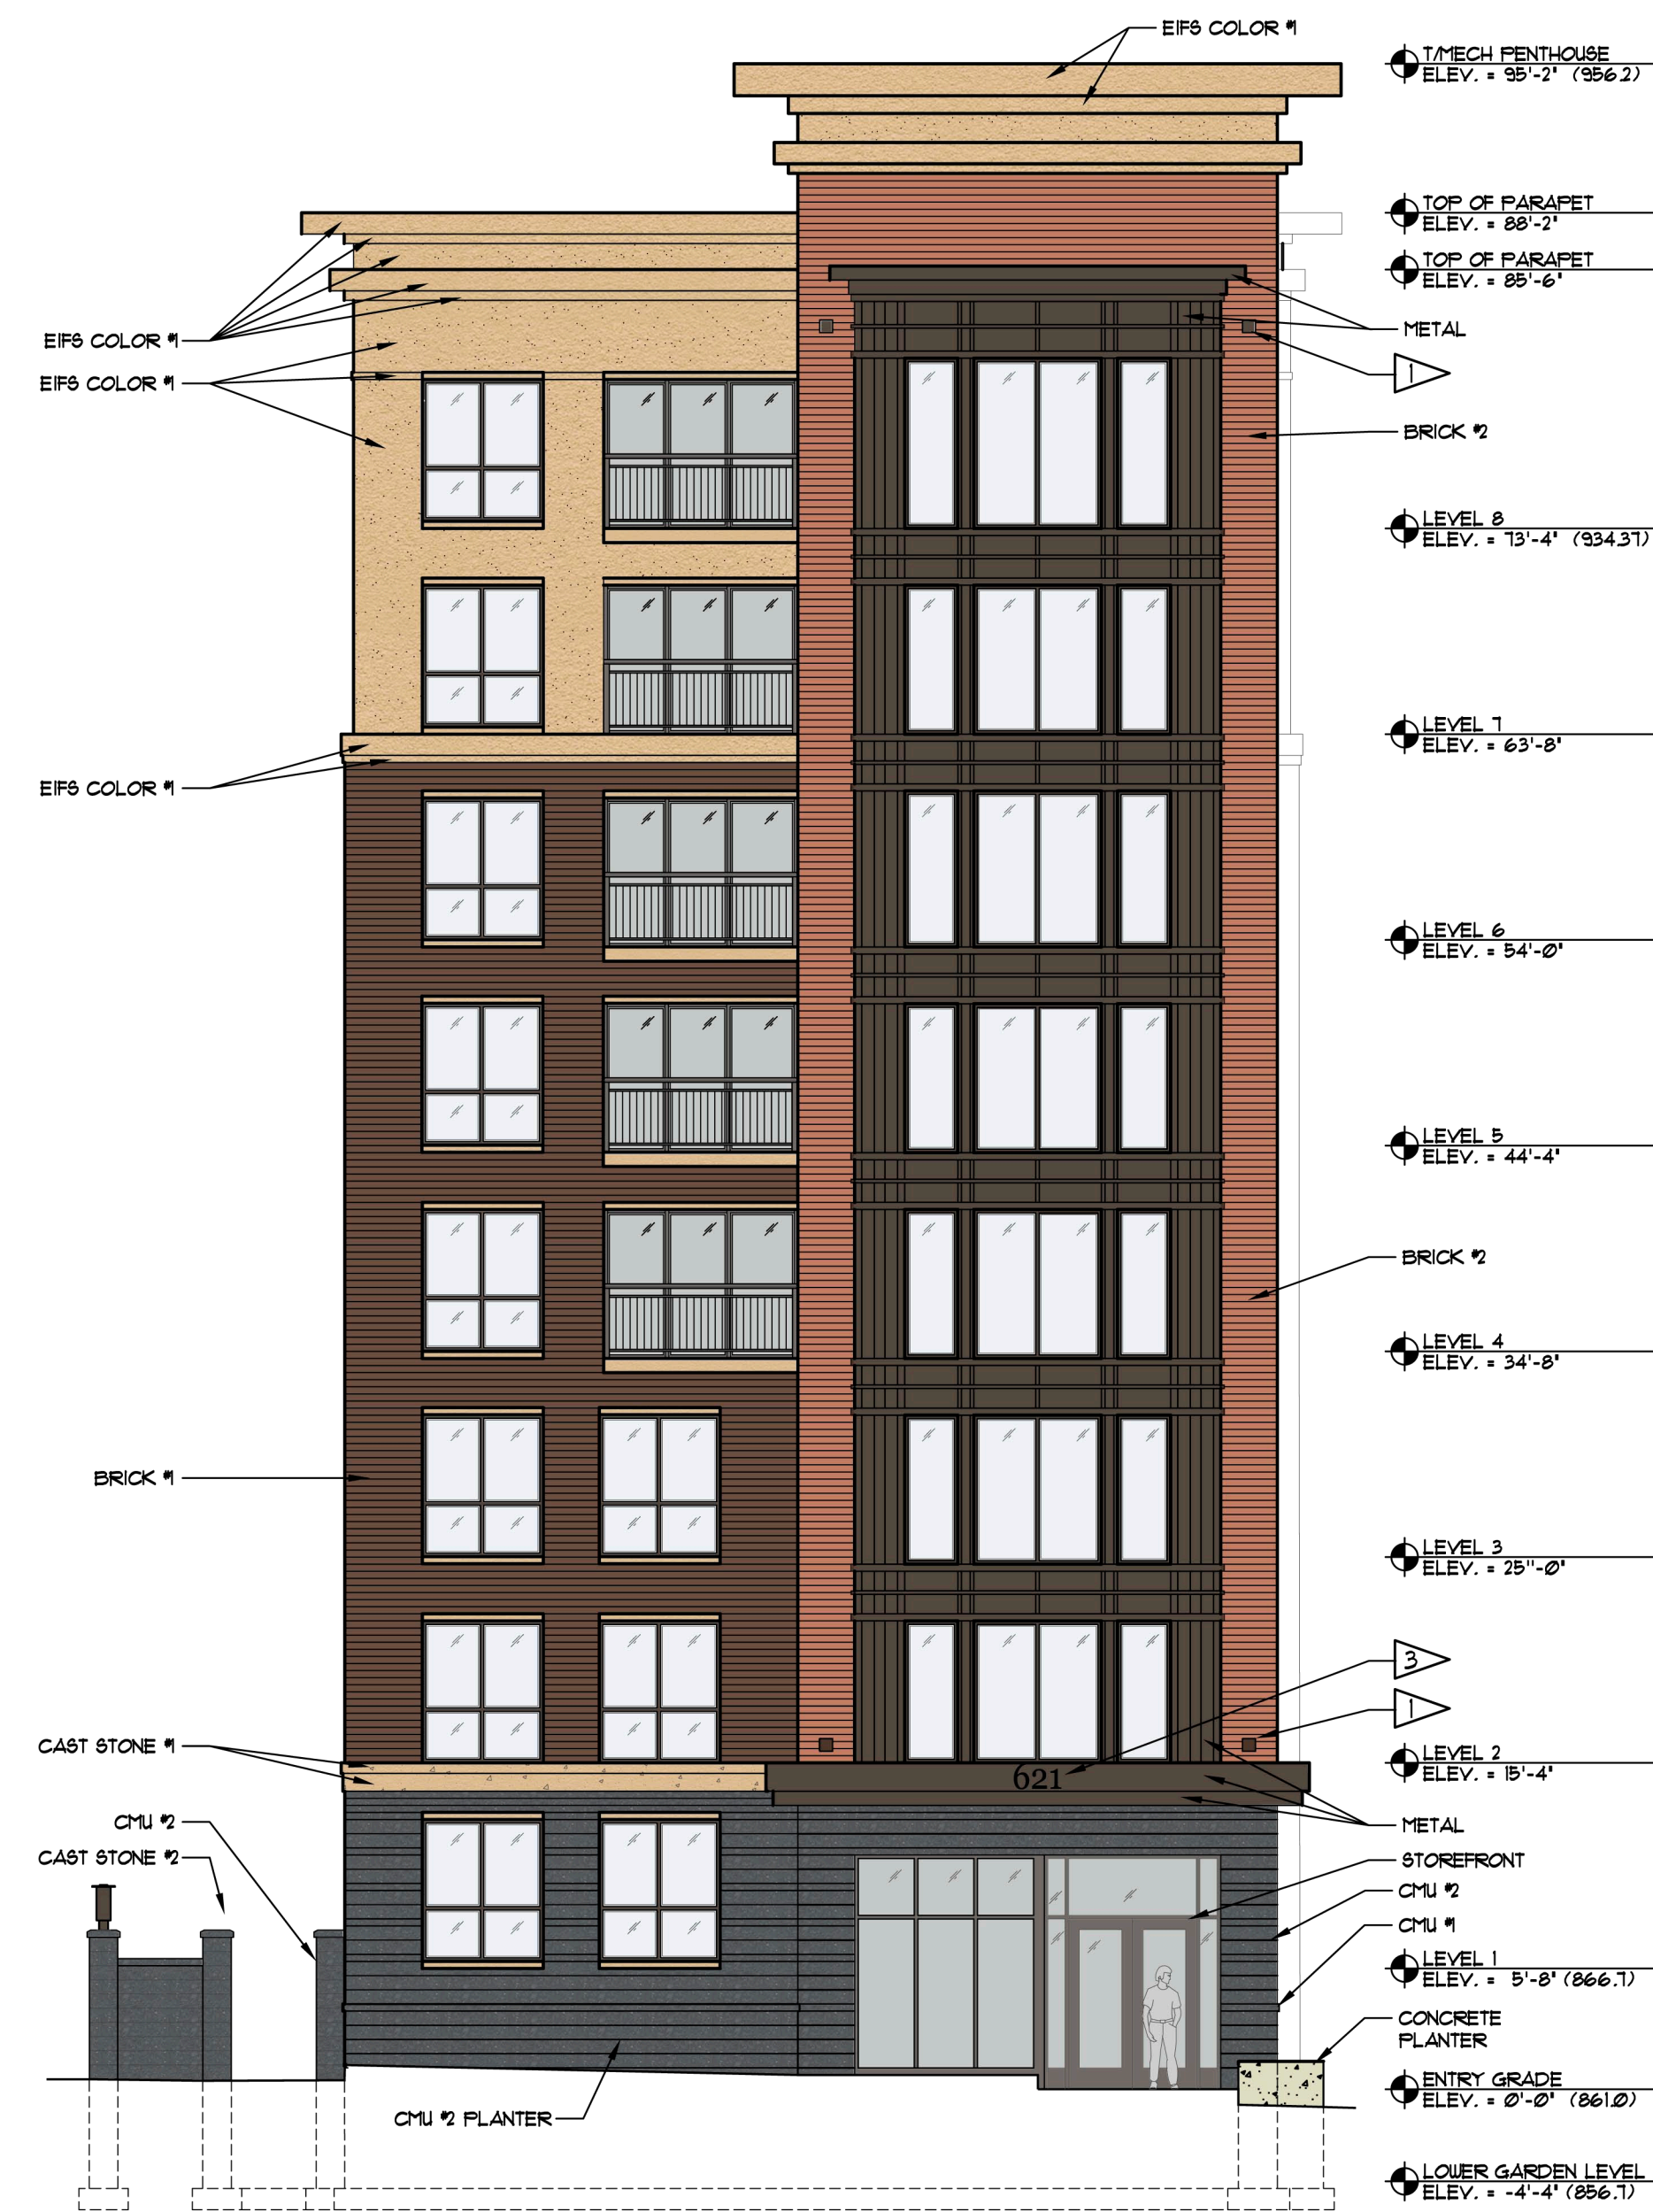 EIFS COLOR #1
T/MECH PENTHOUSE
ELEV. = 95'-2" (956.2)
TOP OF PARAPET
ELEV. = 88'-2"
TOP OF PARAPET
ELEV. = 85'-6"
METAL
EIFS COLOR #1
1
EIFS COLOR #1
BRICK #2
LEVEL 8
ELEV. = 73'-4" (934.37)
LEVEL 7
ELEV. = 63'-8"
EIFS COLOR #1
LEVEL 6
ELEV. = 54'-0"
LEVEL 5
ELEV. = 44'-4"
BRICK #2
LEVEL 4
ELEV. = 34'-8"
BRICK #1
LEVEL 3
ELEV. = 25''-0"
3
1
CAST STONE #1
LEVEL 2
ELEV. = 15'-4"
621
CMU #2
METAL
CAST STONE #2
STOREFRONT
CMU #2
CMU #1
LEVEL 1
ELEV. = 5'-8" (866.7)
CONCRETE
PLANTER
ENTRY GRADE
ELEV. = 0'-0" (861.0)
CMU #2 PLANTER
LOWER GARDEN LEVEL
ELEV. = -4'-4" (856.7)